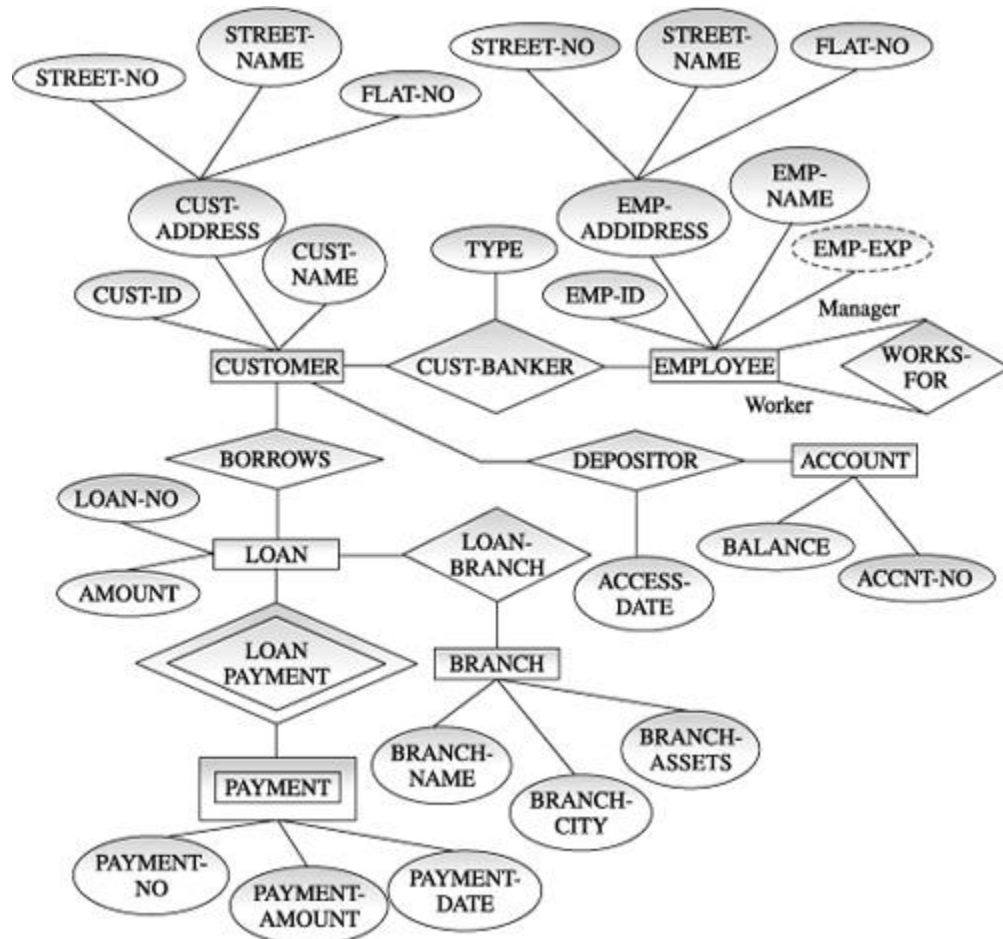 STREET-
NAME
STREET-NO
FLAT-NO
CUST-
ADDRESS
CUST-
NAME
CUST-ID
STREET-NO
STREET-
NAME
FLAT-NO
EMP-
ADDIDRESS
EMP-
NAME
EMP-EXP
EMP-ID
TYPE
Manager
CUSTOMER
CUST-BANKER
EMPLOYEE
WORKS-
FOR
Worker
BORROWS
DEPOSITOR
ACCOUNT
LOAN-NO
LOAN
AMOUNT
LOAN-
BRANCH
ACCESS-
DATE
BALANCE
ACCNT-NO
LOAN
PAYMENT
BRANCH
BRANCH-
NAME
BRANCH-
CITY
BRANCH-
ASSETS
PAYMENT
PAYMENT-
NO
PAYMENT-
AMOUNT
PAYMENT-
DATE